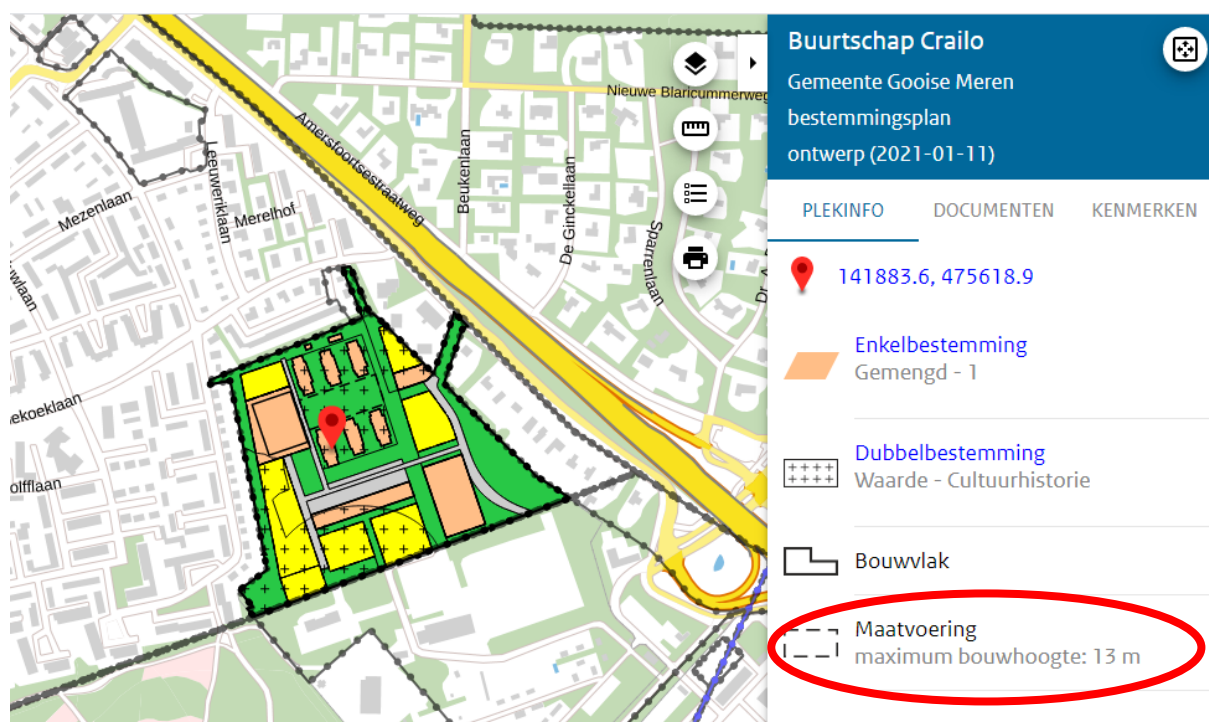 Buurtschap Crailo
Gemeente Gooise Meren
bestemmingsplan
ontwerp (2021-01-11)
PLEKINFO DOCUMENTEN KENMERKEN
141883.6, 475618.9
Enkelbestemming
Gemengd - 1
Dubbelbestemming
Waarde - Cultuurhistorie
Bouwvlak
Maatvoering
maximum bouwhoogte: 13 m
Nieuwe Blaricummerweg
Amersfoortsestraatweg
Beukenlaan
De Ginckellaan
Leeuweriklaan
Mezenlaan
Merelhof
Sparrenlaan